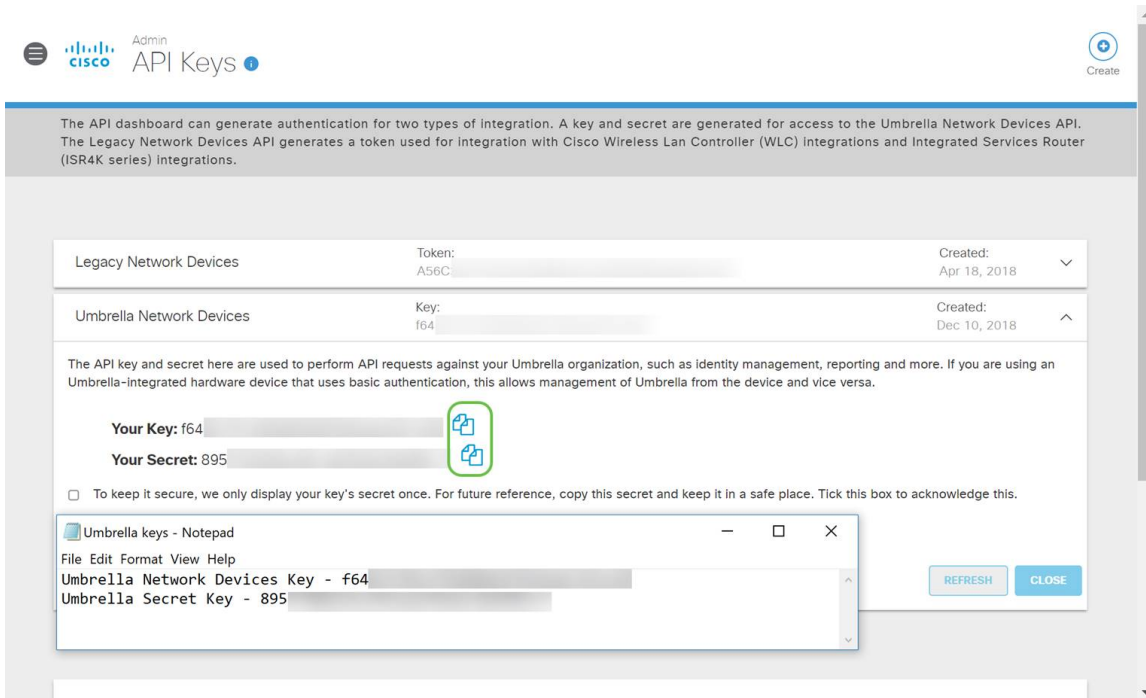 Admin
cisco
API Keys
Create
The API dashboard can generate authentication for two types of integration. A key and secret are generated for access to the Umbrella Network Devices API.
The Legacy Network Devices API generates a token used for integration with Cisco Wireless Lan Controller (WLC) integrations and Integrated Services Router
(ISR4K series) integrations.
Legacy Network Devices
Token:
A56C
Created:
Apr 18, 2018
Umbrella Network Devices
Key:
f64
Created:
Dec 10, 2018
The API key and secret here are used to perform API requests against your Umbrella organization, such as identity management, reporting and more. If you are using an
Umbrella-integrated hardware device that uses basic authentication, this allows management of Umbrella from the device and vice versa.
Your Key: f64
Your Secret: 895
To keep it secure, we only display your key's secret once. For future reference, copy this secret and keep it in a safe place. Tick this box to acknowledge this.
Umbrella keys - Notepad
File Edit Format View Help
Umbrella Network Devices Key - f64
Umbrella Secret Key - 895
REFRESH
CLOSE